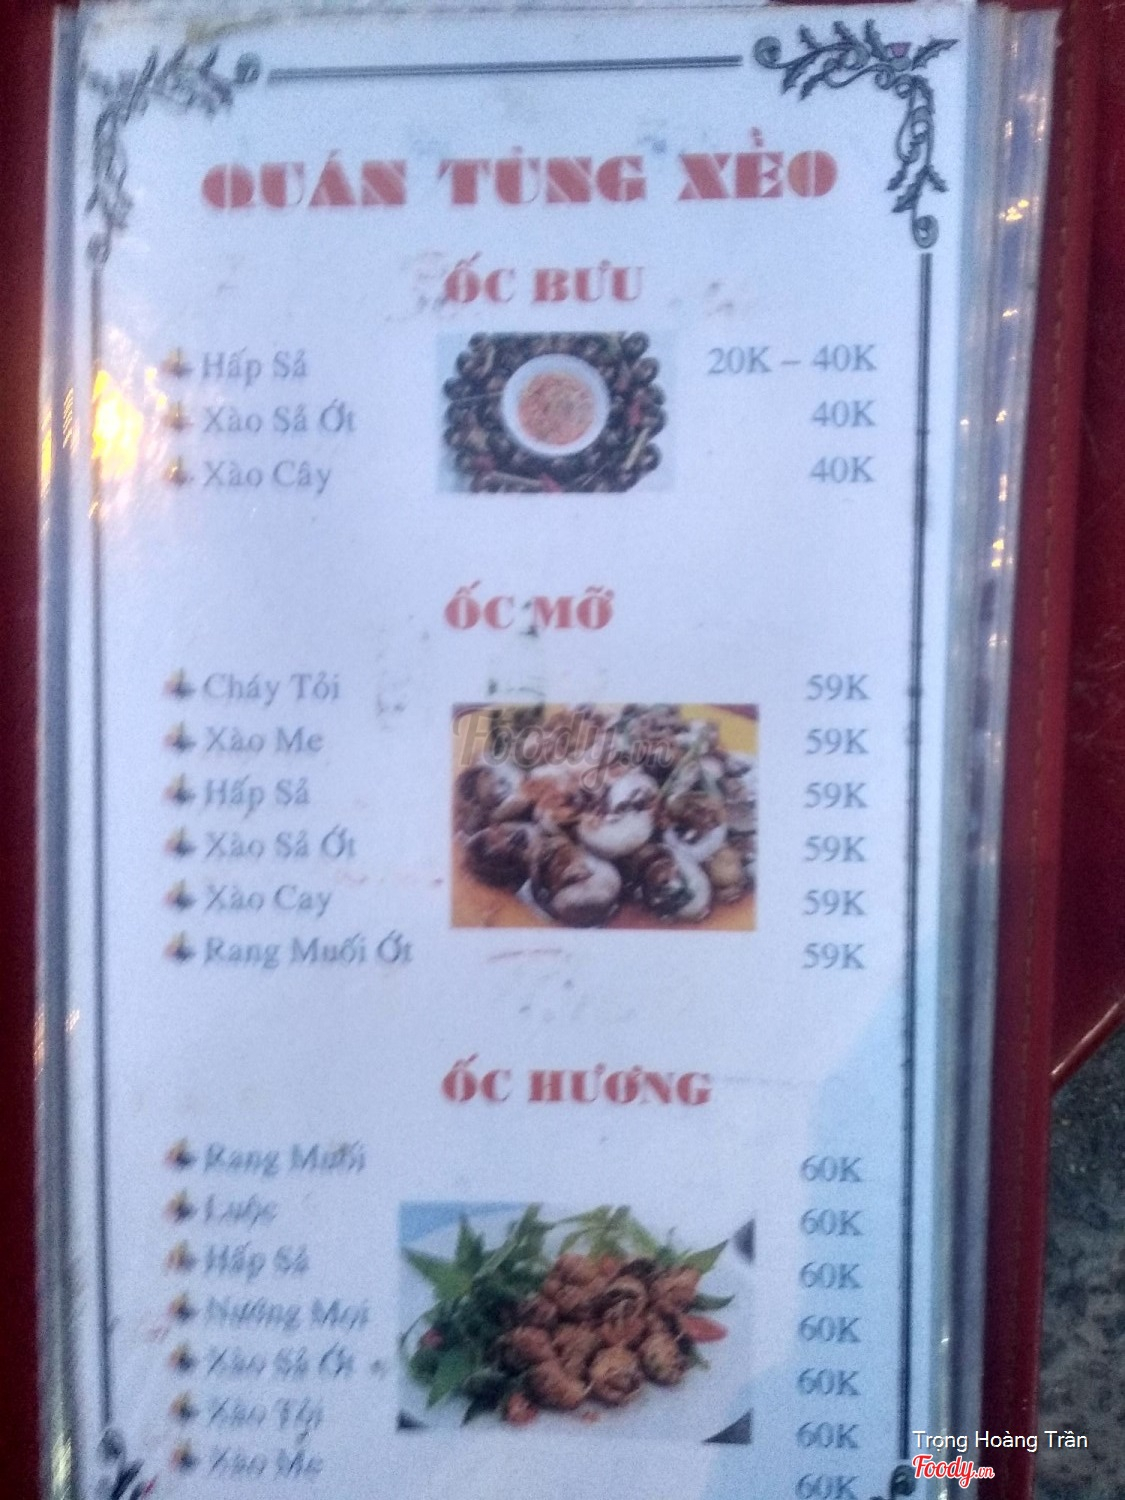 QUÁN TÙNG XÈO
ỐC BƯU
Hấp Sả 20K – 40K
Xào Sả Ớt 40K
Xào Cây 40K
ỐC MỠ
Cháy Tỏi 59K
Xào Me 59K
Foody.vn
Hấp Sả 59K
Xào Sả Ớt 59K
Xào Cay 59K
Rang Muối Ớt 59K
ỐC HƯƠNG
Rang Muối 60K
Luộc 60K
Hấp Sả 60K
Nướng Mọi 60K
Xào Sả Ớt 60K
Xào Tỏi 60K
Xào Me 60K
Trọng Hoàng Trần
Foody.vn